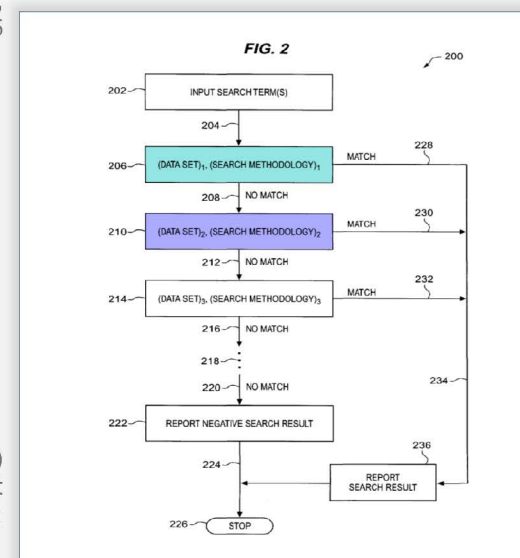 FIG. 2
200
202
INPUT SEARCH TERM(S)
204
206
(DATA SET)₁, (SEARCH METHODOLOGY)₁
MATCH
228
208
NO MATCH
210
(DATA SET)₂, (SEARCH METHODOLOGY)₂
MATCH
230
212
NO MATCH
214
(DATA SET)₃, (SEARCH METHODOLOGY)₃
MATCH
232
216
NO MATCH
218
220
NO MATCH
234
222
REPORT NEGATIVE SEARCH RESULT
236
224
REPORT
SEARCH RESULT
226
STOP